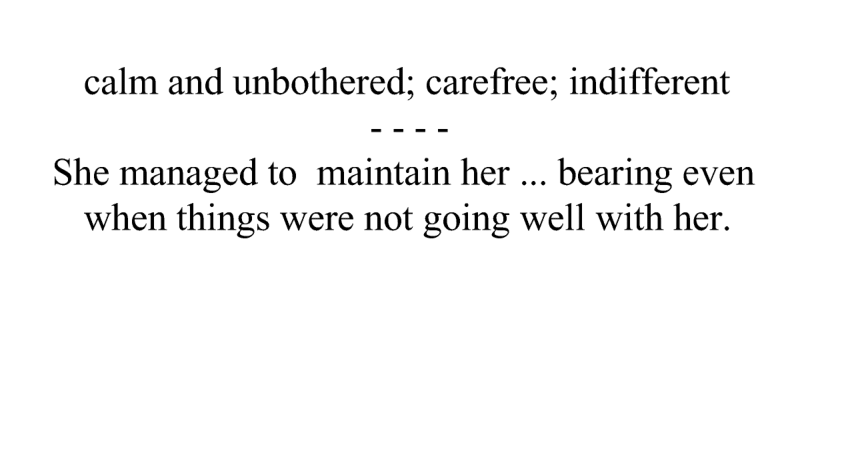 calm and unbothered; carefree; indifferent
- - - -
She managed to  maintain her ... bearing even
when things were not going well with her.